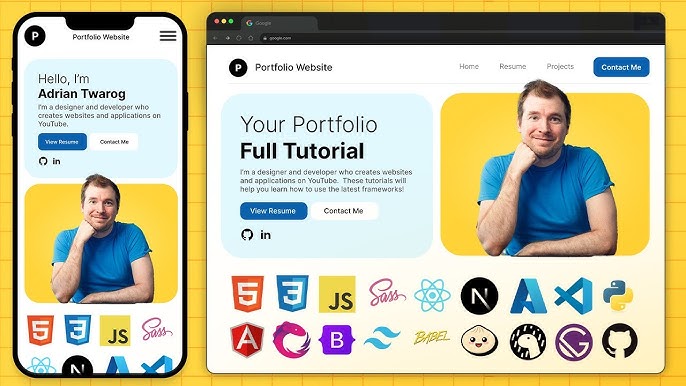 P
Portfolio Website
Hello, I'm
Adrian Twarog
I'm a designer and developer who
creates websites and applications on
YouTube.
View Resume
Contact Me
in
5
3
JS
Sass
Google
google.com
P
Portfolio Website
Home
Resume
Projects
Contact Me
Your Portfolio
Full Tutorial
I'm a designer and developer who creates websites
and applications on YouTube. These tutorials will
help you learn how to use the latest frameworks!
View Resume
Contact Me
in
5
3
JS
Sass
N
A
B
BABEL
G